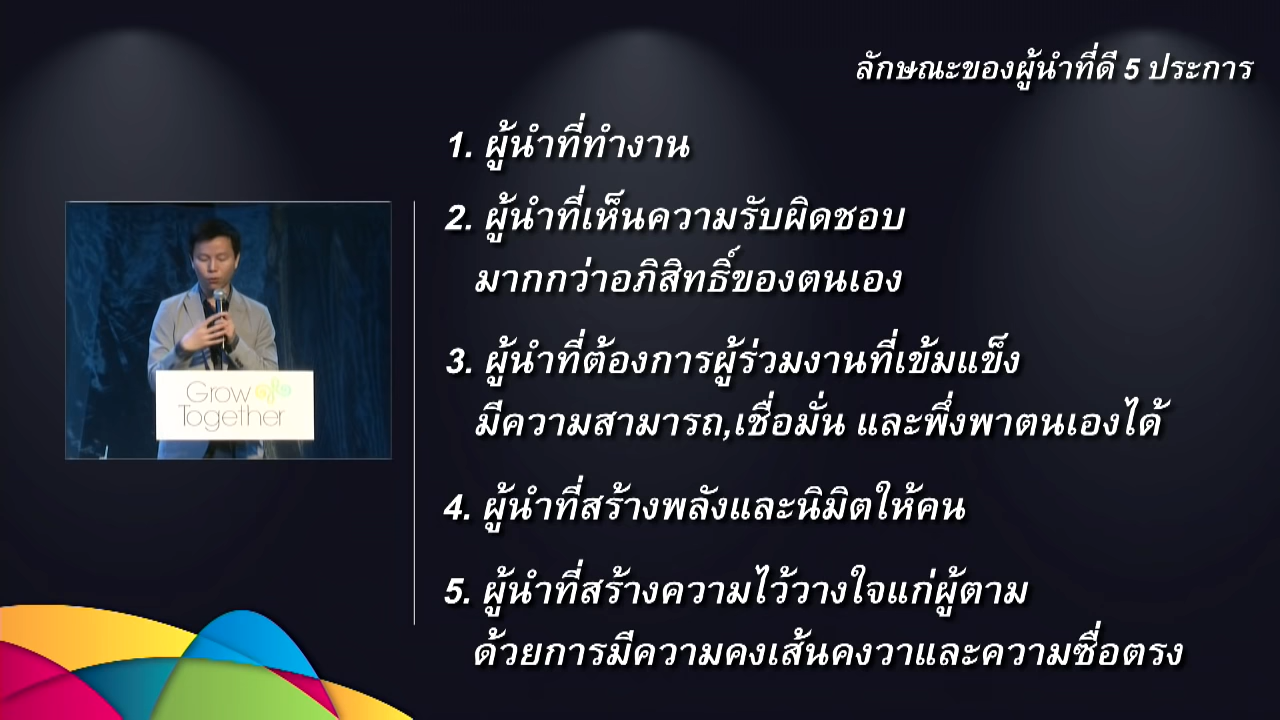 ลักษณะของผู้นำที่ดี 5 ประการ
1. ผู้นำที่ทำงาน
2. ผู้นำที่เห็นความรับผิดชอบ
มากกว่าอภิสิทธิ์ของตนเอง
3. ผู้นำที่ต้องการผู้ร่วมงานที่เข้มแข็ง
มีความสามารถ,เชื่อมั่น และพึ่งพาตนเองได้
4. ผู้นำที่สร้างพลังและนิมิตให้คน
5. ผู้นำที่สร้างความไว้วางใจแก่ผู้ตาม
ด้วยการมีความคงเส้นคงวาและความซื่อตรง
Grow
Together